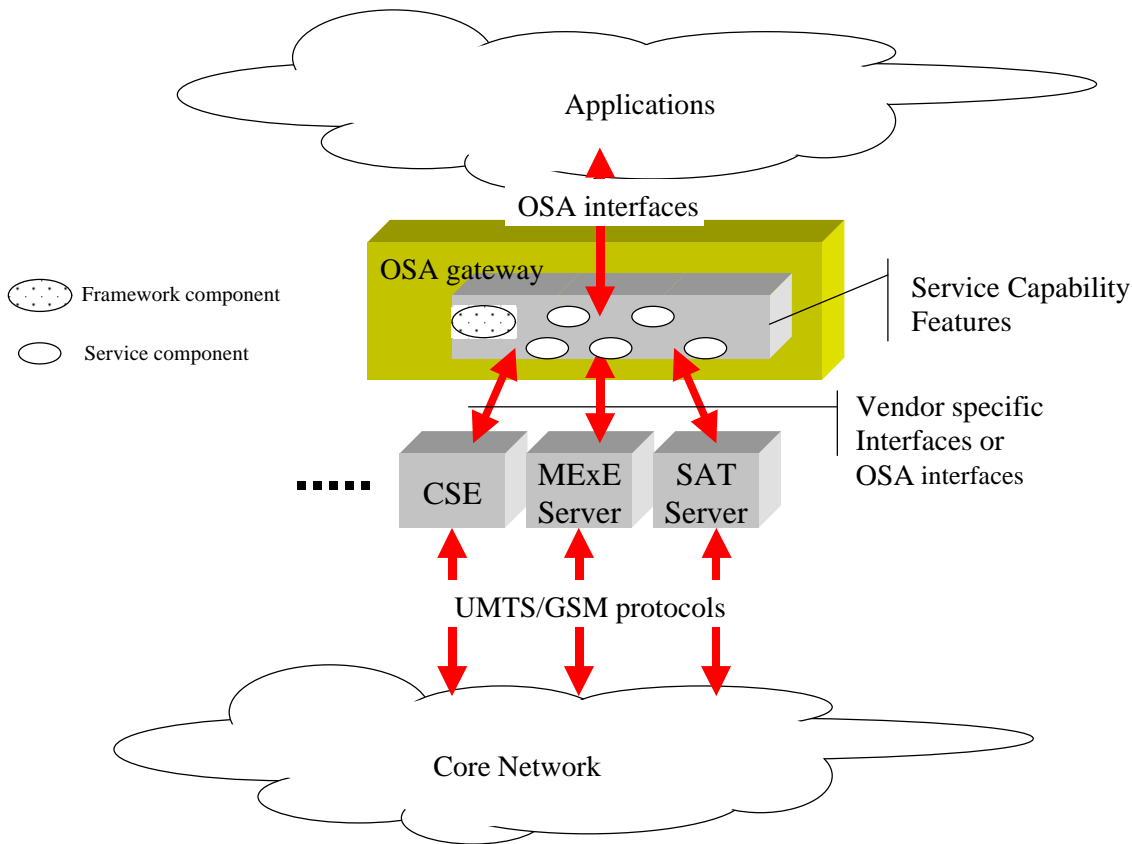 Applications
OSA interfaces
OSA gateway
Framework component
Service component
Service Capability
Features
Vendor specific
Interfaces or
OSA interfaces
CSE
MExE
Server
SAT
Server
UMTS/GSM protocols
Core Network